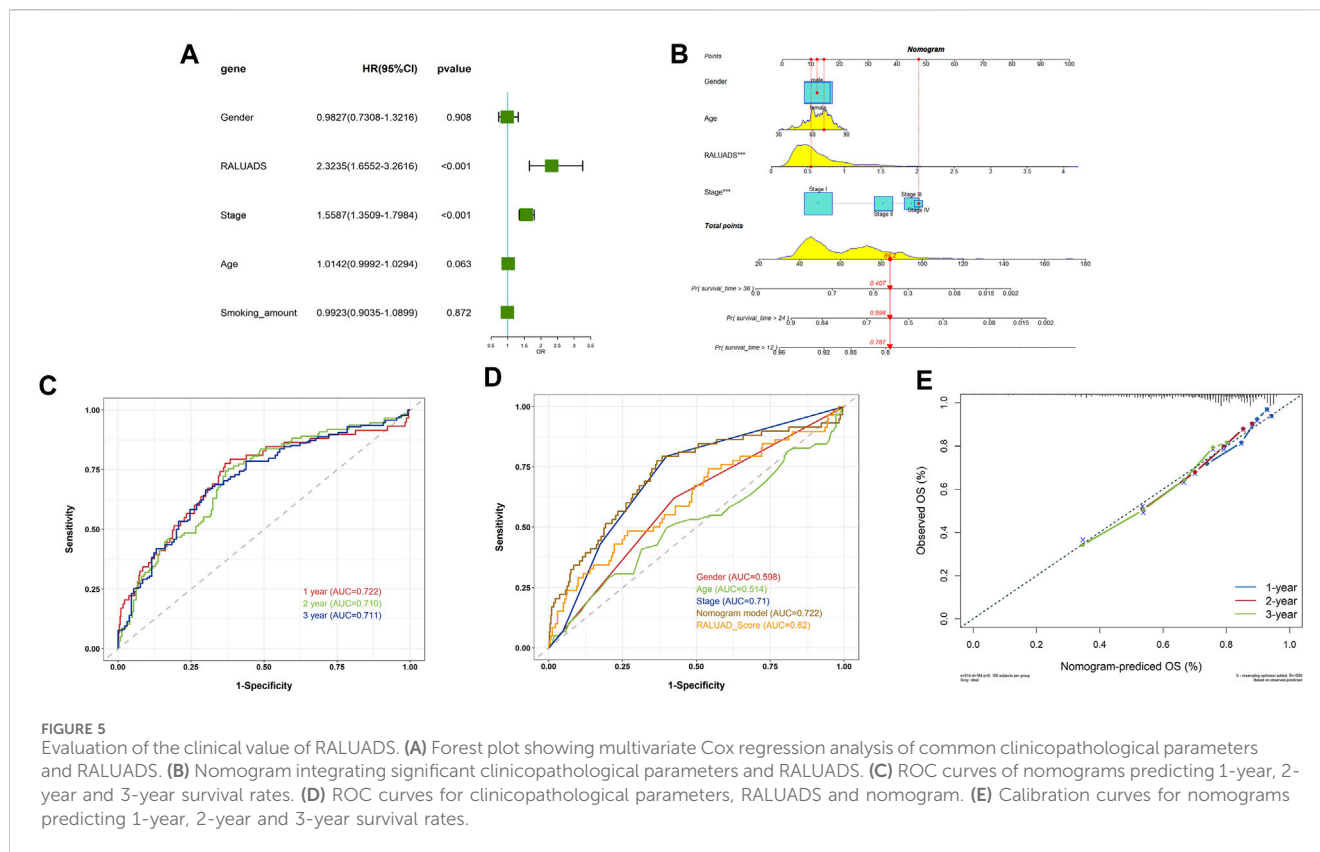 A
gene HR(95%CI) pvalue
Gender 0.9827(0.7308-1.3216) 0.908
RALUADS 2.3235(1.6552-3.2616) <0.001
Stage 1.5587(1.3509-1.7984) <0.001
Age 1.0142(0.9992-1.0294) 0.063
Smoking_amount 0.9923(0.9035-1.0899) 0.872
0.5 1 1.5 2 2.5 3 3.5
OR
B
Nomogram
Points
0 10 20 30 40 50 60 70 80 90 100
Gender
male
female
Age
30 60 90
RALUADS***
0 0.5 1 1.5 2 2.5 3 3.5 4
Stage***
Stage I
Stage III
Stage II
Stage IV
Total points
20 40 60 80 100 120 140 160 180
0.407
Pr( survival_time > 36 )
0.9 0.7 0.5 0.3 0.08 0.015 0.002
0.598
Pr( survival_time > 24 )
0.9 0.84 0.7 0.5 0.3 0.08 0.015 0.002
0.787
Pr( survival_time > 12 )
0.96 0.92 0.88 0.8
C
1.00
0.75
0.50
0.25
0.00
Sensitivity
1 year (AUC=0.722)
2 year (AUC=0.710)
3 year (AUC=0.711)
0.00 0.25 0.50 0.75 1.00
1-Specificity
D
1.00
0.75
0.50
0.25
0.00
Sensitivity
Gender (AUC=0.598)
Age (AUC=0.514)
Stage (AUC=0.71)
Nomogram model (AUC=0.722)
RALUAD_Score (AUC=0.62)
0.00 0.25 0.50 0.75 1.00
1-Specificity
E
1.0
0.8
0.6
0.4
0.2
0.0
Observed OS (%)
1-year
2-year
3-year
0.0 0.2 0.4 0.6 0.8 1.0
Nomogram-prediced OS (%)
Gray: ideal
Based on observed-predicted
FIGURE 5
Evaluation of the clinical value of RALUADS. (A) Forest plot showing multivariate Cox regression analysis of common clinicopathological parameters
and RALUADS. (B) Nomogram integrating significant clinicopathological parameters and RALUADS. (C) ROC curves of nomograms predicting 1-year, 2-
year and 3-year survival rates. (D) ROC curves for clinicopathological parameters, RALUADS and nomogram. (E) Calibration curves for nomograms
predicting 1-year, 2-year and 3-year survival rates.